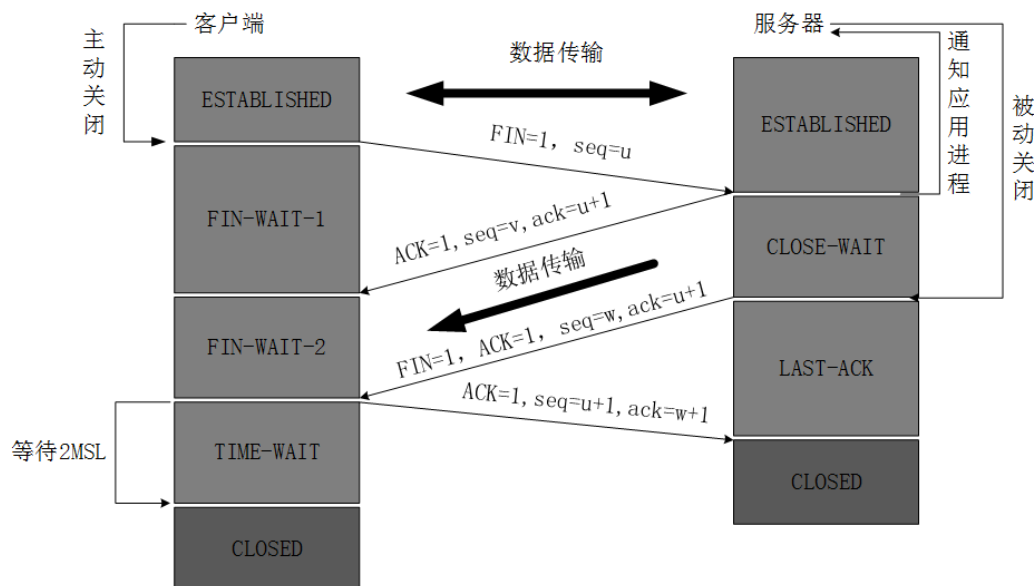 客户端
服务器
主动关闭
数据传输
通知应用进程
被动关闭
ESTABLISHED
ESTABLISHED
FIN=1, seq=u
FIN-WAIT-1
ACK=1,seq=v,ack=u+1
CLOSE-WAIT
数据传输
FIN=1, ACK=1, seq=w,ack=u+1
FIN-WAIT-2
LAST-ACK
ACK=1,seq=u+1,ack=w+1
等待2MSL
TIME-WAIT
CLOSED
CLOSED